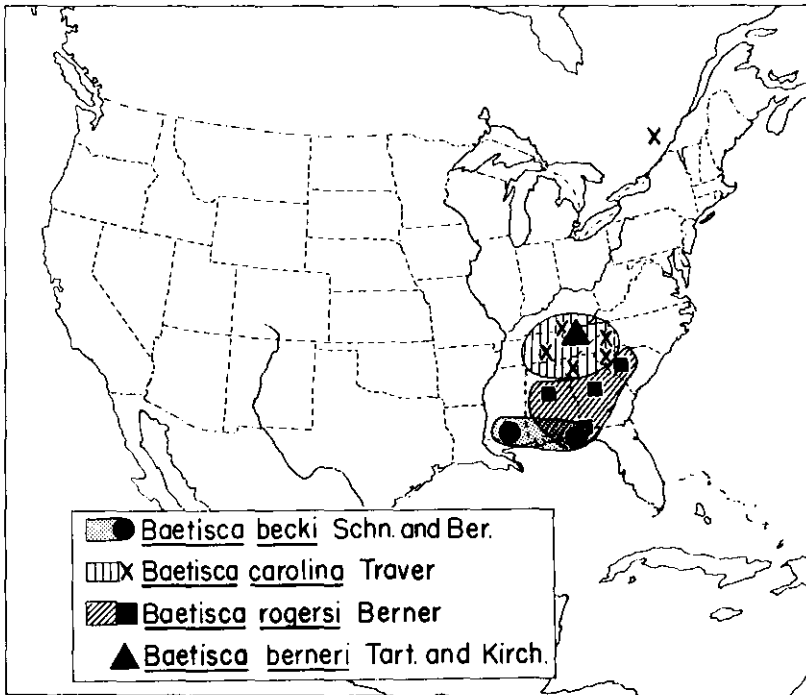 Baetisca becki Schn. and Ber.
Baetisca carolina Traver
Baetisca rogersi Berner
Baetisca berneri Tart. and Kirch.